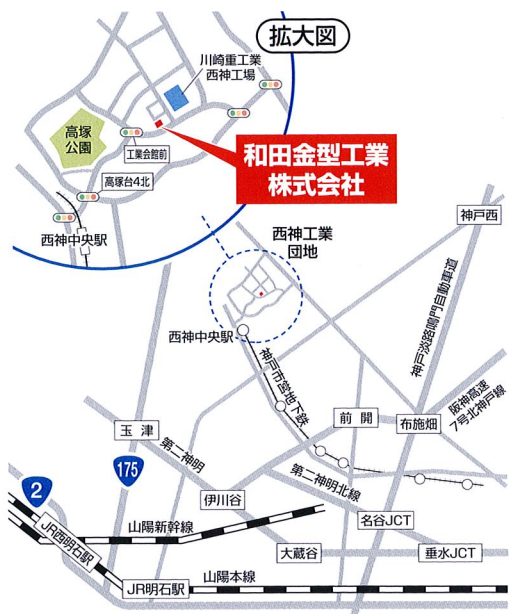 拡大図
川崎重工業
西神工場
高塚
公園
工業会館前
和田金型工業
株式会社
高塚台4北
西神中央駅
西神工業
団地
神戸西
神戸淡路鳴門自動車道
西神中央駅
神戸市営地下鉄
阪神高速
7号北神戸線
前開
布施畑
玉津
第二神明
175
第二神明北線
2
伊川谷
名谷JCT
山陽新幹線
JR西明石駅
大蔵谷
垂水JCT
JR明石駅
山陽本線